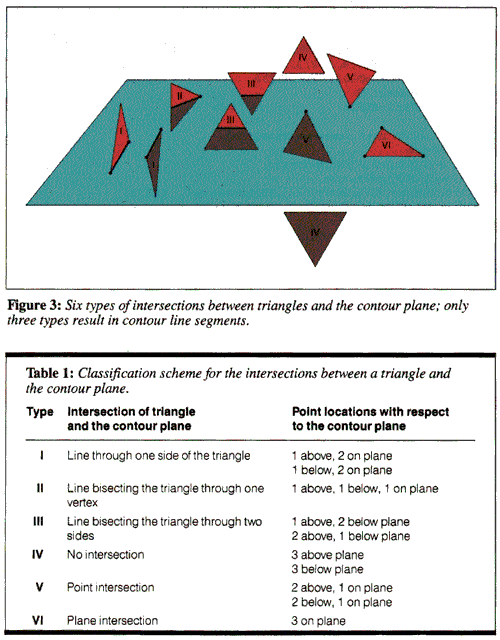 IV
III
V
II
III
I
I
V
VI
IV
Figure 3: Six types of intersections between triangles and the contour plane; only
three types result in contour line segments.
Table 1: Classification scheme for the intersections between a triangle and
the contour plane.
Type Intersection of triangle Point locations with respect
and the contour plane to the contour plane
I Line through one side of the triangle 1 above, 2 on plane
1 below, 2 on plane
II Line bisecting the triangle through one 1 above, 1 below, 1 on plane
vertex
III Line bisecting the triangle through two 1 above, 2 below plane
sides 2 above, 1 below plane
IV No intersection 3 above plane
3 below plane
V Point intersection 2 above, 1 on plane
2 below, 1 on plane
VI Plane intersection 3 on plane